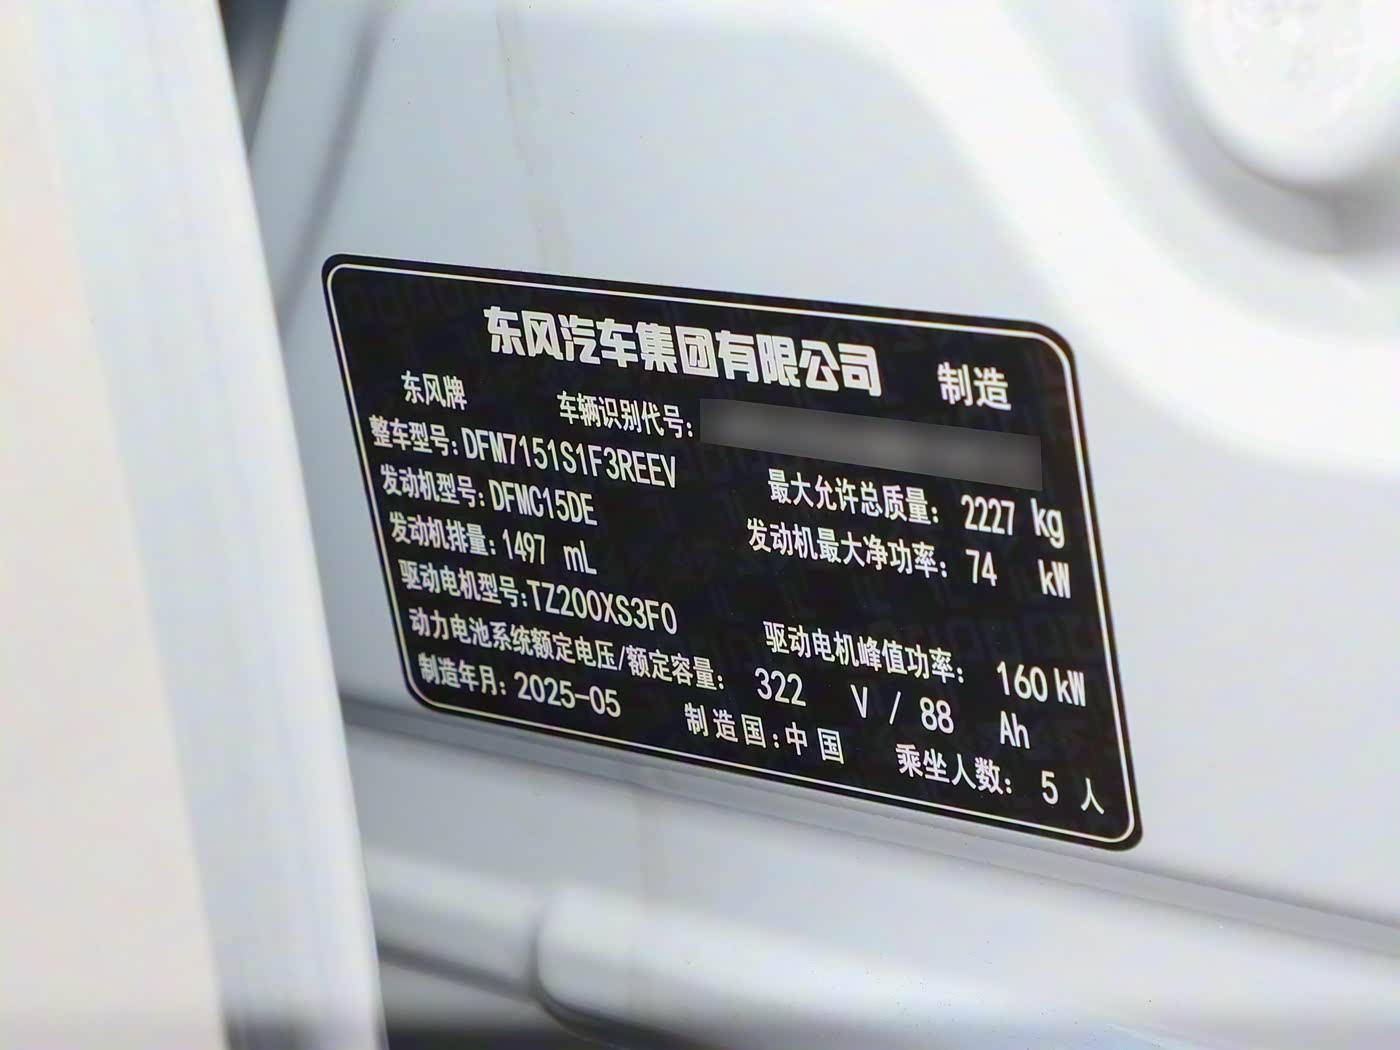 东风汽车集团有限公司 制造
东风牌 车辆识别代号:
整车型号:DFM7151S1F3REEV 最大允许总质量: 2227 kg
发动机型号:DFMC15DE 发动机最大净功率: 74 kW
发动机排量:1497 mL
驱动电机型号:TZ200XS3F0 驱动电机峰值功率: 160 kW
动力电池系统额定电压/额定容量: 322 V / 88 Ah
制造年月: 2025-05 制造国:中国 乘坐人数: 5 人